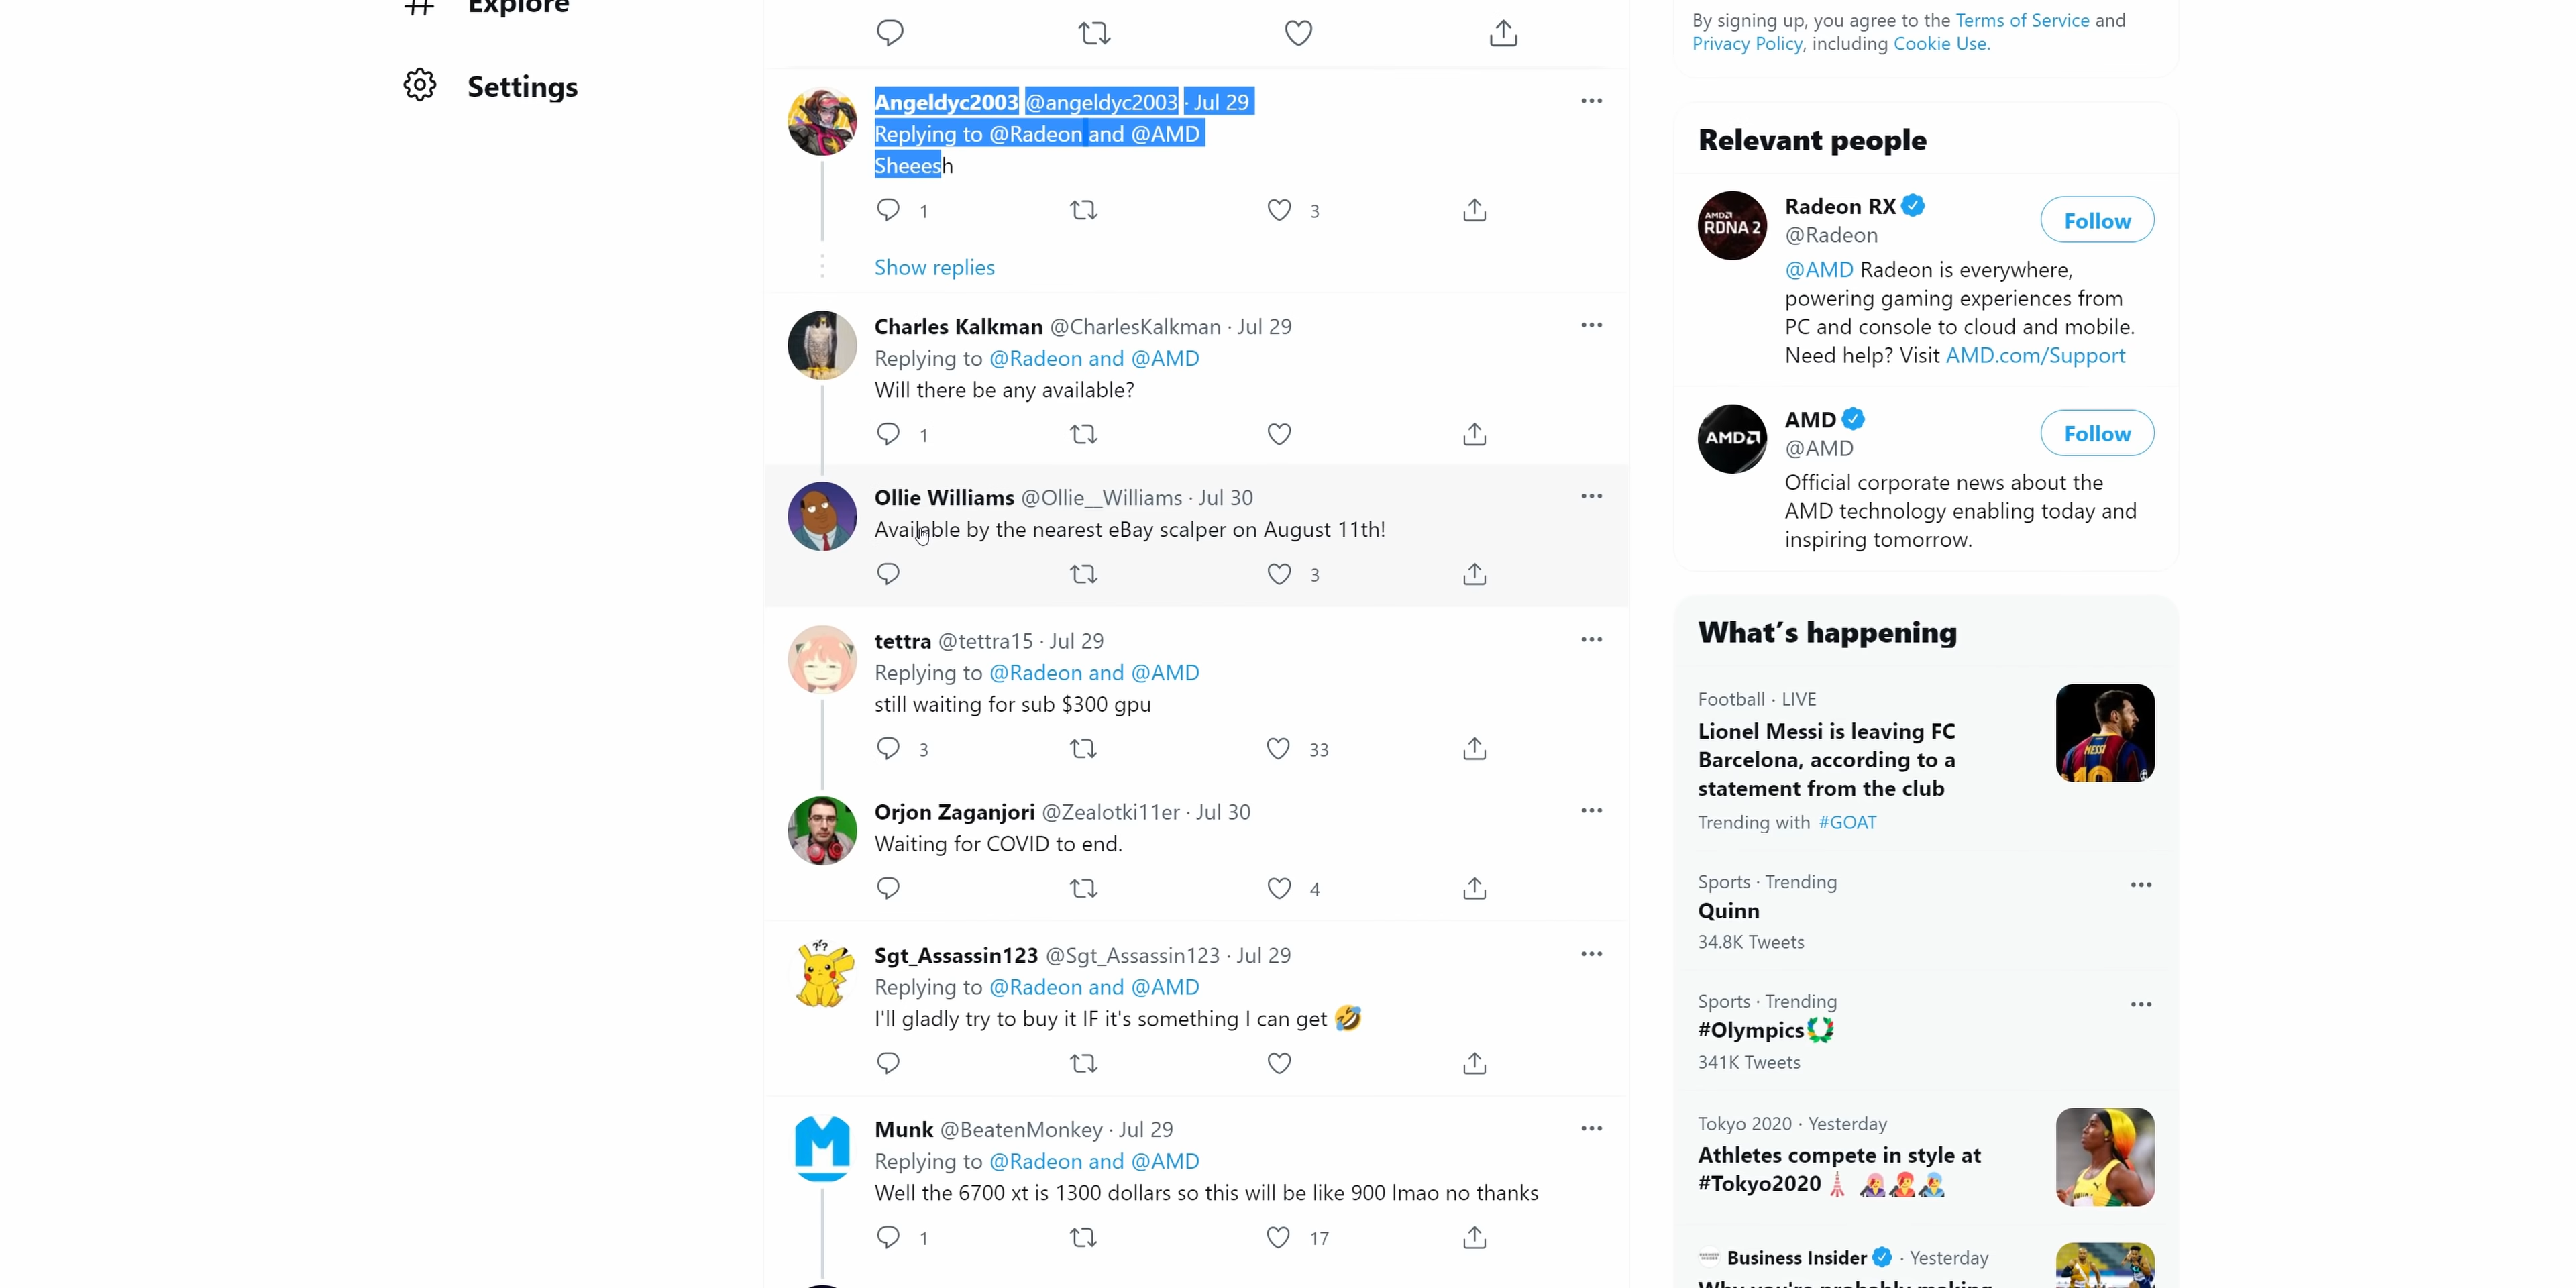 Explore
Settings
Angeldyc2003 @angeldyc2003 · Jul 29
Replying to @Radeon and @AMD
Sheeesh
1
3
Show replies
Charles Kalkman @CharlesKalkman · Jul 29
Replying to @Radeon and @AMD
Will there be any available?
1
Ollie Williams @Ollie__Williams · Jul 30
Available by the nearest eBay scalper on August 11th!
3
tettra @tettra15 · Jul 29
Replying to @Radeon and @AMD
still waiting for sub $300 gpu
3
33
Orjon Zaganjori @Zealotki11er · Jul 30
Waiting for COVID to end.
4
Sgt_Assassin123 @Sgt_Assassin123 · Jul 29
Replying to @Radeon and @AMD
I'll gladly try to buy it IF it's something I can get 🤣
Munk @BeatenMonkey · Jul 29
Replying to @Radeon and @AMD
Well the 6700 xt is 1300 dollars so this will be like 900 lmao no thanks
1
17
By signing up, you agree to the Terms of Service and
Privacy Policy, including Cookie Use.
Relevant people
AMD
RDNA 2
Radeon RX
@Radeon
Follow
@AMD Radeon is everywhere,
powering gaming experiences from
PC and console to cloud and mobile.
Need help? Visit AMD.com/Support
AMD
AMD
@AMD
Follow
Official corporate news about the
AMD technology enabling today and
inspiring tomorrow.
What's happening
Football · LIVE
Lionel Messi is leaving FC
Barcelona, according to a
statement from the club
Trending with #GOAT
MESSI
10
Sports · Trending
Quinn
34.8K Tweets
Sports · Trending
#Olympics
341K Tweets
Tokyo 2020 · Yesterday
Athletes compete in style at
#Tokyo2020
Business Insider · Yesterday
Why you're probably making